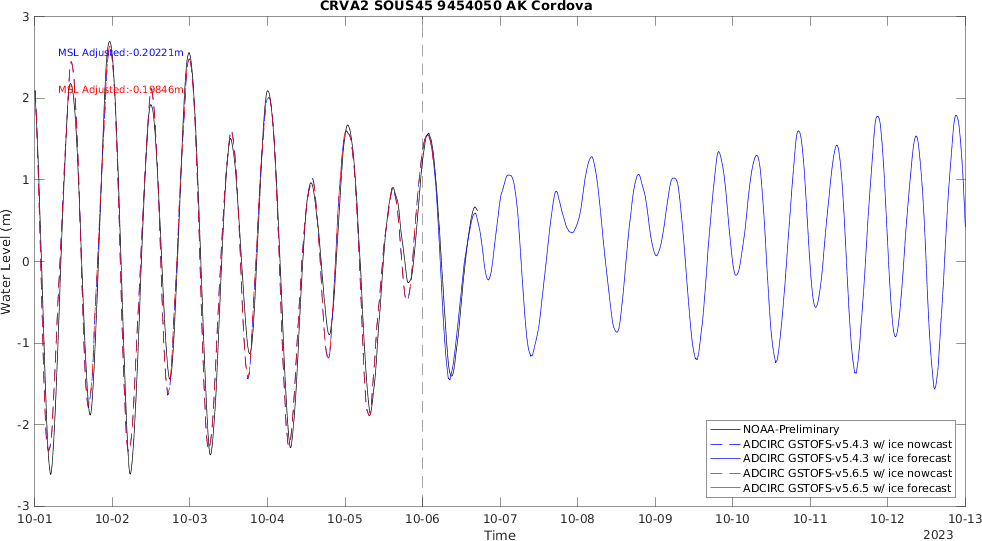 CRVA2 SOUS45 9454050 AK Cordova
3
2
1
0
-1
-2
-3
Water Level (m)
MSL Adjusted:-0.20221m
MSL Adjusted:-0.19846m
NOAA-Preliminary
ADCIRC GSTOFS-v5.4.3 w/ ice nowcast
ADCIRC GSTOFS-v5.4.3 w/ ice forecast
ADCIRC GSTOFS-v5.6.5 w/ ice nowcast
ADCIRC GSTOFS-v5.6.5 w/ ice forecast
10-01 10-02 10-03 10-04 10-05 10-06 10-07 10-08 10-09 10-10 10-11 10-12 10-13
Time
2023